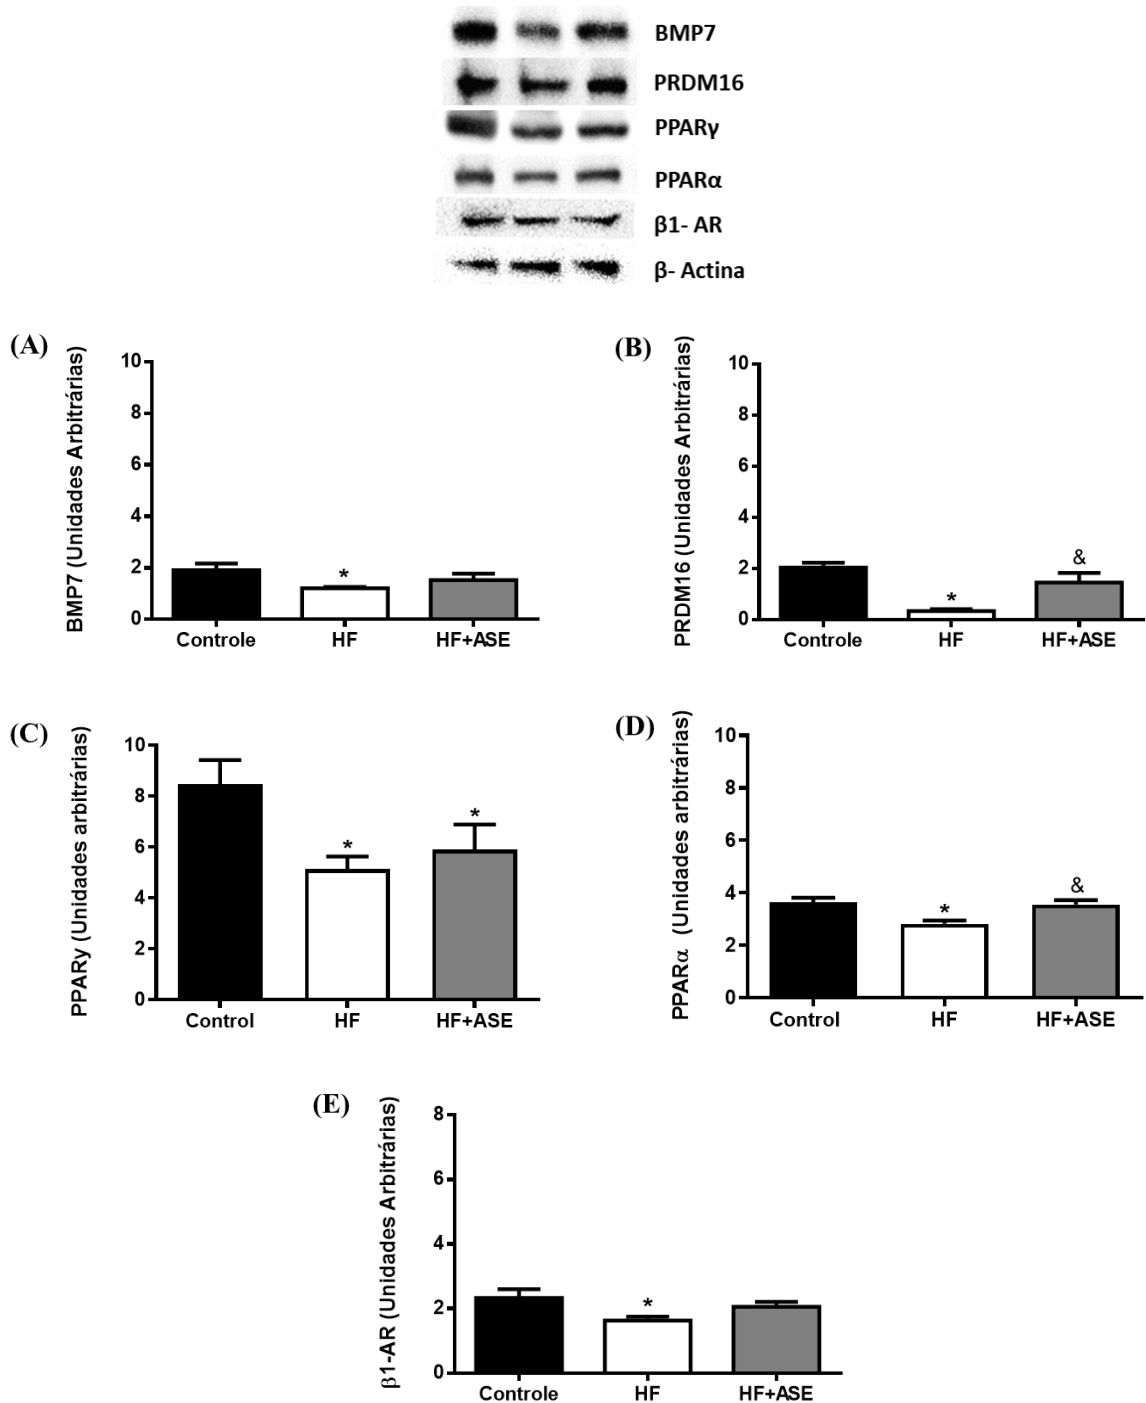 BMP7
PRDM16
PPARγ
PPARα
β1- AR
β- Actina
(A)
BMP7 (Unidades Arbitrárias)
10
8
6
4
2
0
*
Controle HF HF+ASE
(B)
PRDM16 (Unidades Arbitrárias)
10
8
6
4
2
0
*
&
Controle HF HF+ASE
(C)
PPARy (Unidades arbitrárias)
10
8
6
4
2
0
*
*
Control HF HF+ASE
(D)
PPARα (Unidades arbitrárias)
10
8
6
4
2
0
*
&
Control HF HF+ASE
(E)
β1-AR (Unidades Arbitrárias)
8
6
4
2
0
*
Controle HF HF+ASE